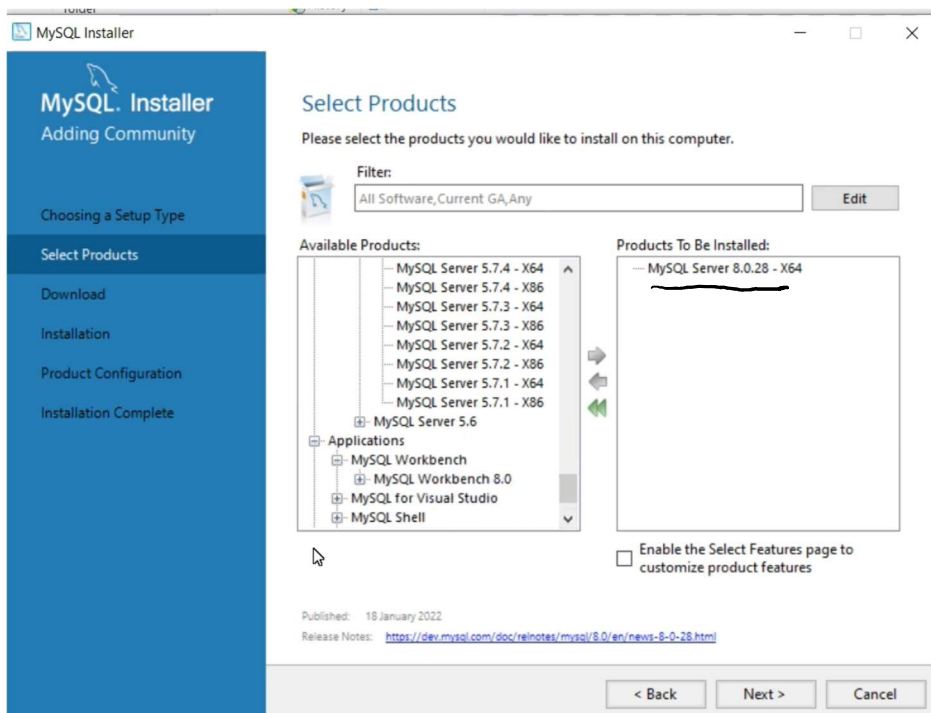 folder
MySQL Installer
MySQL. Installer
Adding Community
Choosing a Setup Type
Select Products
Download
Installation
Product Configuration
Installation Complete
Select Products
Please select the products you would like to install on this computer.
Filter:
All Software,Current GA,Any
Edit
Available Products:
MySQL Server 5.7.4 - X64
MySQL Server 5.7.4 - X86
MySQL Server 5.7.3 - X64
MySQL Server 5.7.3 - X86
MySQL Server 5.7.2 - X64
MySQL Server 5.7.2 - X86
MySQL Server 5.7.1 - X64
MySQL Server 5.7.1 - X86
MySQL Server 5.6
Applications
MySQL Workbench
MySQL Workbench 8.0
MySQL for Visual Studio
MySQL Shell
Products To Be Installed:
MySQL Server 8.0.28 - X64
Enable the Select Features page to
customize product features
Published: 18 January 2022
Release Notes: https://dev.mysql.com/doc/relnotes/mysql/8.0/en/news-8-0-28.html
< Back
Next >
Cancel